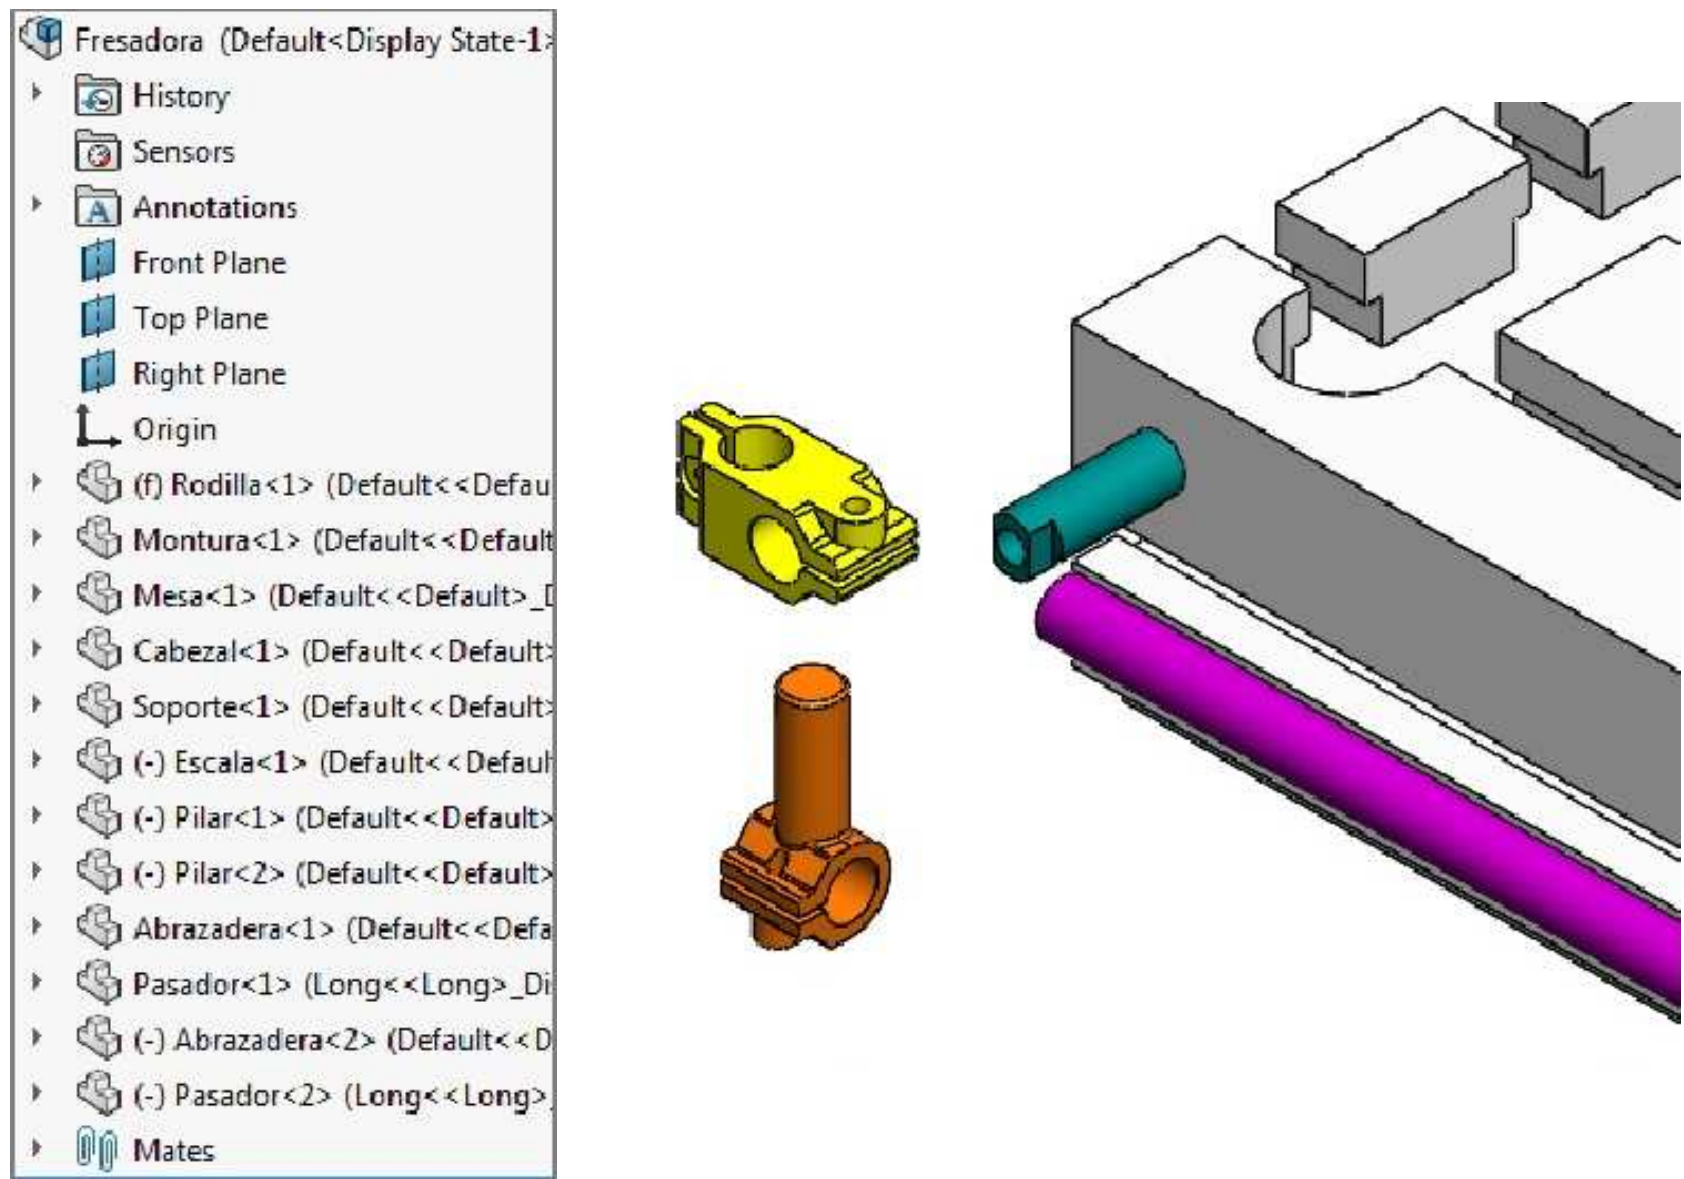 Fresadora (Default<Display State-1>
History
Sensors
Annotations
Front Plane
Top Plane
Right Plane
Origin
(f) Rodilla<1> (Default<<Defau
Montura<1> (Default<<Default
Mesa<1> (Default<<Default>_D
Cabezal<1> (Default<<Default>
Soporte<1> (Default<<Default>
(-) Escala<1> (Default<<Defaul
(-) Pilar<1> (Default<<Default>
(-) Pilar<2> (Default<<Default>
Abrazadera<1> (Default<<Defa
Pasador<1> (Long<<Long>_Di
(-) Abrazadera<2> (Default<<D
(-) Pasador<2> (Long<<Long>_
Mates